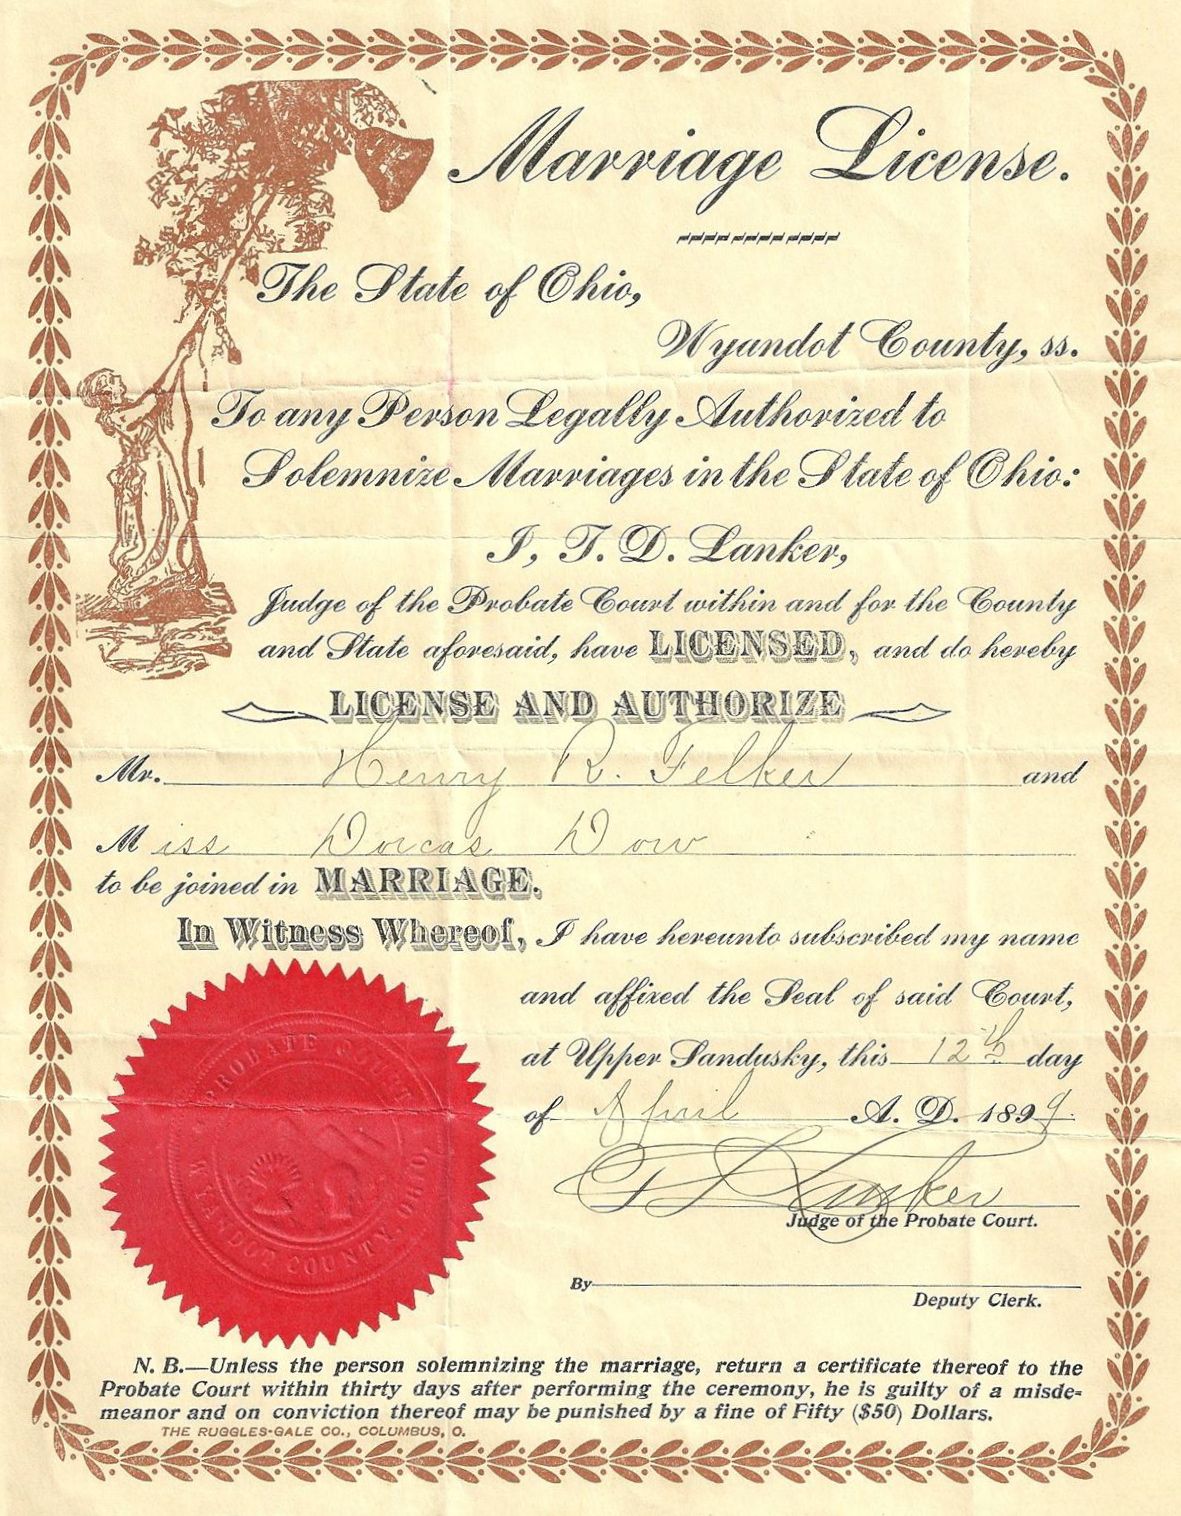 Marriage License.
The State of Ohio,
Wyandot County, ss.
To any Person Legally Authorized to
Solemnize Marriages in the State of Ohio:
I, T. D. Lanker,
Judge of the Probate Court within and for the County
and State aforesaid, have LICENSED, and do hereby
LICENSE AND AUTHORIZE
Mr. Henry R. Felker and
Miss Dorcas Dow
to be joined in MARRIAGE.
In Witness Whereof, I have hereunto subscribed my name
and affixed the Seal of said Court,
at Upper Sandusky, this 12th day
of April A. D. 1899.
PROBATE COURT
WYANDOT COUNTY, OHIO
T D Lanker
Judge of the Probate Court.
By
Deputy Clerk.
N. B.—Unless the person solemnizing the marriage, return a certificate thereof to the
Probate Court within thirty days after performing the ceremony, he is guilty of a misde-
meanor and on conviction thereof may be punished by a fine of Fifty ($50) Dollars.
THE RUGGLES-GALE CO., COLUMBUS, O.